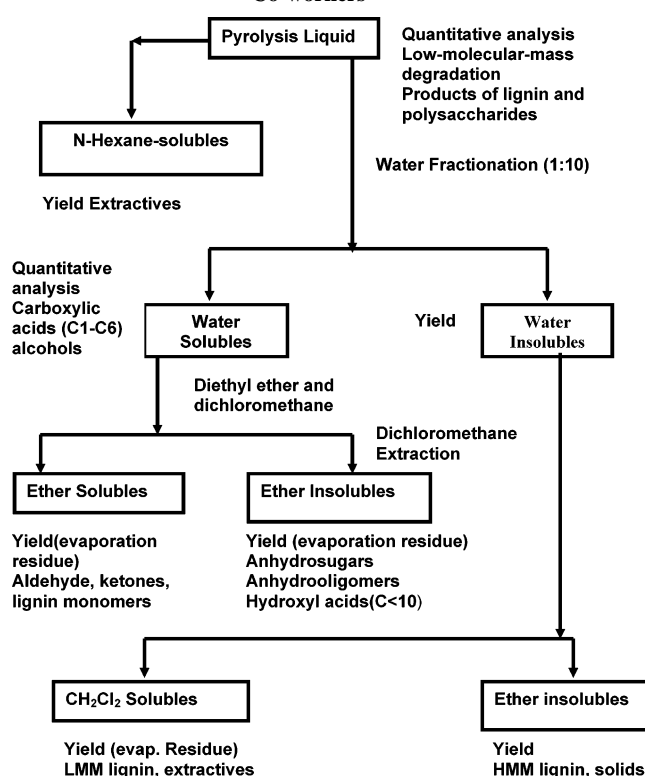 Co-workers
Pyrolysis Liquid
Quantitative analysis
Low-molecular-mass
degradation
Products of lignin and
polysaccharides
N-Hexane-solubles
Water Fractionation (1:10)
Yield Extractives
Quantitative
analysis
Carboxylic
acids (C1-C6)
alcohols
Water
Solubles
Yield
Water
Insolubles
Diethyl ether and
dichloromethane
Dichloromethane
Extraction
Ether Solubles
Ether Insolubles
Yield(evaporation
residue)
Aldehyde, ketones,
lignin monomers
Yield (evaporation residue)
Anhydrosugars
Anhydrooligomers
Hydroxyl acids(C<10)
CH₂Cl₂ Solubles
Ether insolubles
Yield (evap. Residue)
LMM lignin, extractives
Yield
HMM lignin, solids